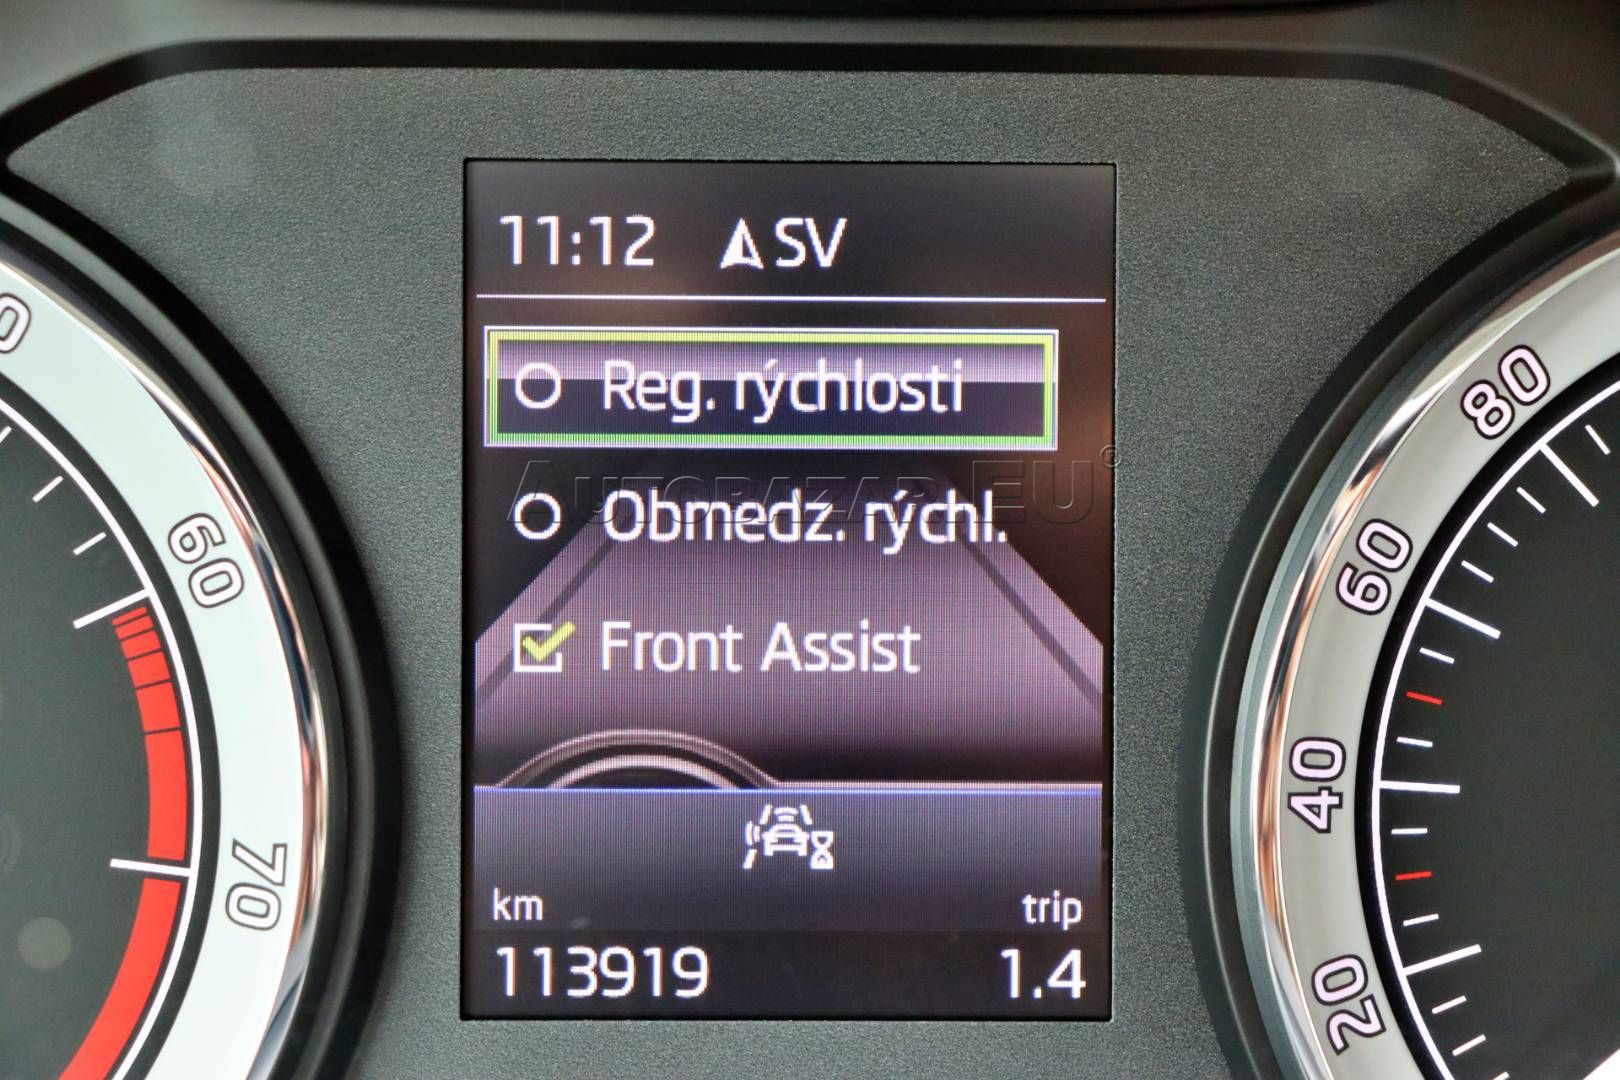 11:12 SV
Reg. rýchlosti
AUTOBAZAR.EU©
Obmedz. rýchl.
Front Assist
km trip
113919 1.4
60
70
80
60
40
20